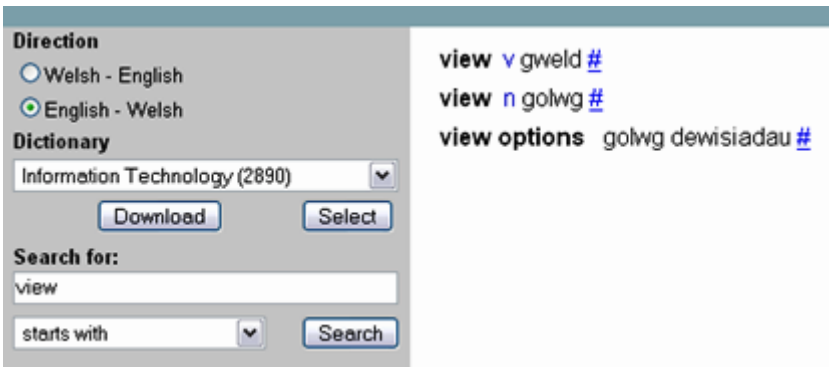 Direction
Welsh - English
English - Welsh
Dictionary
Information Technology (2890)
Download Select
Search for:
view
starts with Search
view v gweld #
view n golwg #
view options golwg dewisiadau #